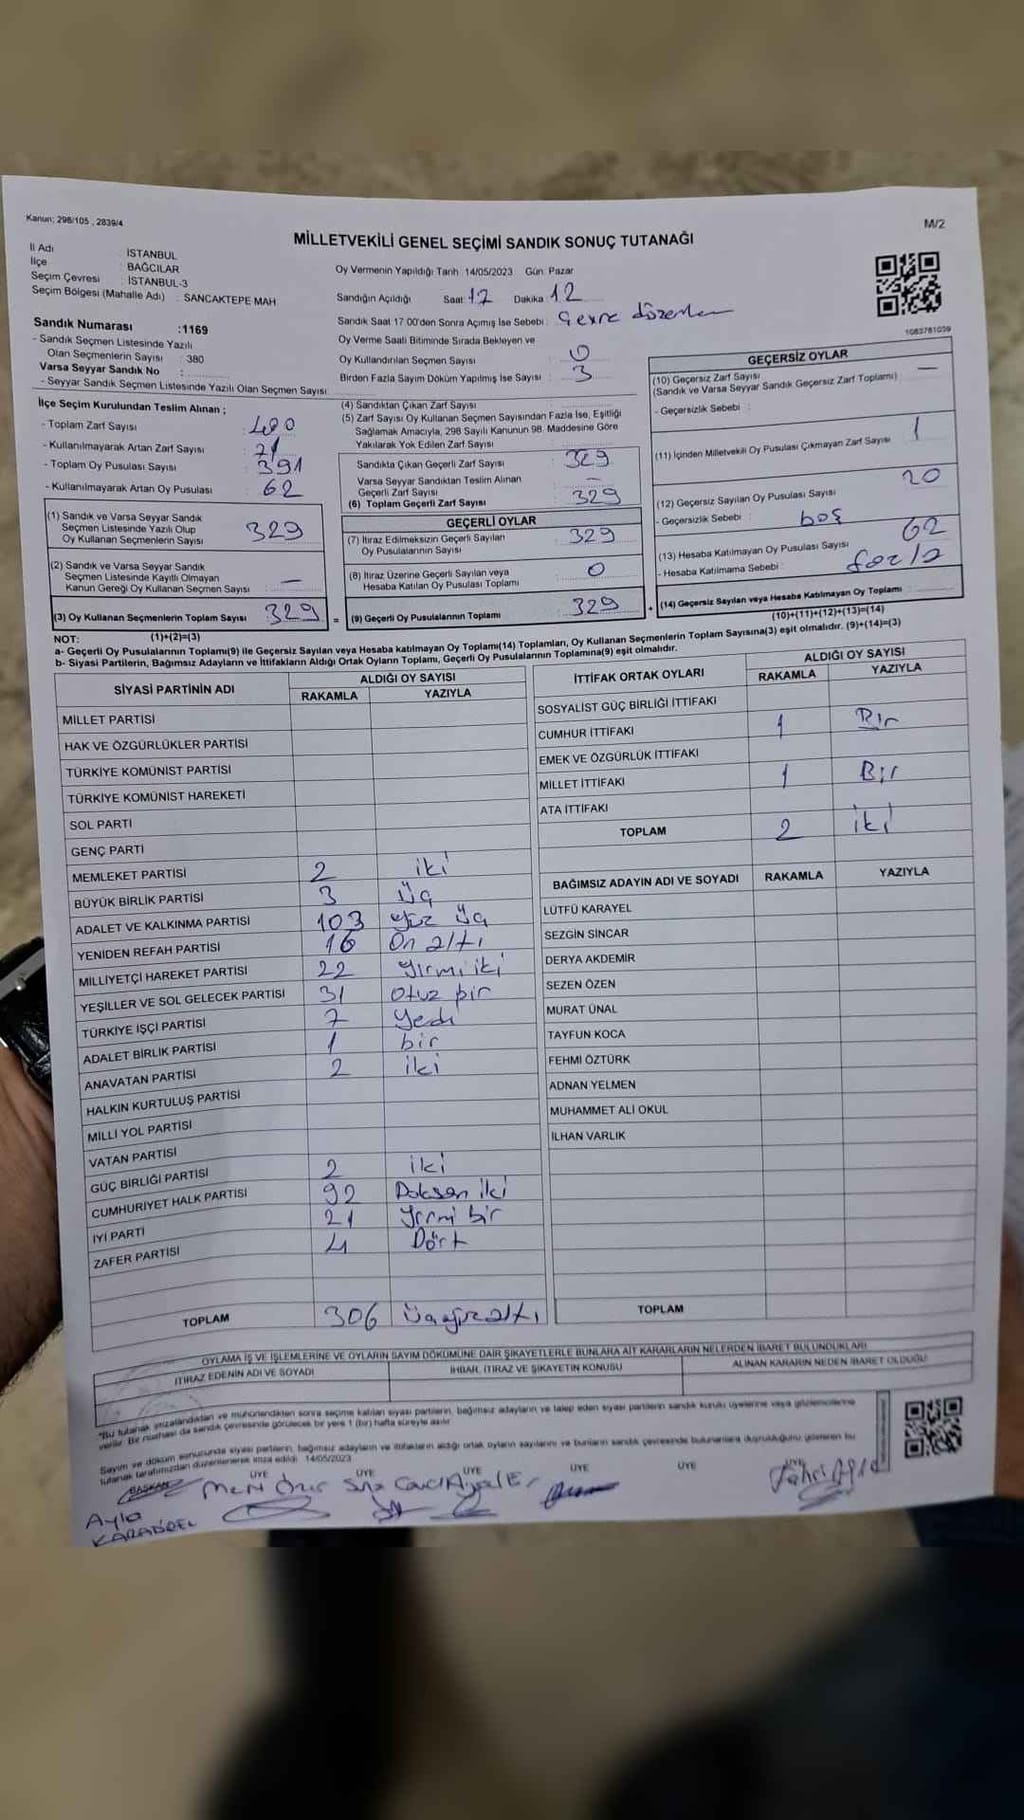 Kanun: 298/105 , 2839/4
M/2
MİLLETVEKİLİ GENEL SEÇİMİ SANDIK SONUÇ TUTANAĞI
İl Adı : İSTANBUL
İlçe : BAĞCILAR
Seçim Çevresi : İSTANBUL-3
Seçim Bölgesi (Mahalle Adı) : SANCAKTEPE MAH.
Oy Vermenin Yapıldığı Tarih: 14/05/2023 Gün: Pazar
Sandığın Açıldığı Saat: 17 Dakika 12
Sandık Saat 17.00'den Sonra Açımış İse Sebebi: Çevre düzenlen
Oy Verme Saati Bitiminde Sırada Bekleyen ve
Oy Kullandırılan Seçmen Sayısı : 0
Birden Fazla Sayım Döküm Yapılmış İse Sayısı : 3
1083781039
Sandık Numarası :1169
- Sandık Seçmen Listesinde Yazılı
Olan Seçmenlerin Sayısı : 380
Varsa Seyyar Sandık No :
- Seyyar Sandık Seçmen Listesinde Yazılı Olan Seçmen Sayısı:
İlçe Seçim Kurulundan Teslim Alınan ;
- Toplam Zarf Sayısı : 400
- Kullanılmayarak Artan Zarf Sayısı : 71
- Toplam Oy Pusulası Sayısı : 391
- Kullanılmayarak Artan Oy Pusulası : 62
(1) Sandık ve Varsa Seyyar Sandık
Seçmen Listesinde Yazılı Olup
Oy Kullanan Seçmenlerin Sayısı 329
(2) Sandık ve Varsa Seyyar Sandık
Seçmen Listesinde Kayıtlı Olmayan
Kanun Gereği Oy Kullanan Seçmen Sayısı : —
(3) Oy Kullanan Seçmenlerin Toplam Sayısı 329
(1)+(2)=(3)
(4) Sandıktan Çıkan Zarf Sayısı :
(5) Zarf Sayısı Oy Kullanan Seçmen Sayısından Fazla İse, Eşitliği
Sağlamak Amacıyla, 298 Sayılı Kanunun 98. Maddesine Göre
Yakılarak Yok Edilen Zarf Sayısı :
Sandıkta Çıkan Geçerli Zarf Sayısı : 329
Varsa Seyyar Sandıktan Teslim Alınan
Geçerli Zarf Sayısı : —
(6) Toplam Geçerli Zarf Sayısı : 329
GEÇERLİ OYLAR
(7) İtiraz Edilmeksizin Geçerli Sayılan
Oy Pusulalarının Sayısı : 329
(8) İtiraz Üzerine Geçerli Sayılan veya
Hesaba Katılan Oy Pusulası Toplamı : 0
= (9) Geçerli Oy Pusulalarının Toplamı : 329
GEÇERSİZ OYLAR
(10) Geçersiz Zarf Sayısı : —
(Sandık ve Varsa Seyyar Sandık Geçersiz Zarf Toplamı)
- Geçersizlik Sebebi :
(11) İçinden Milletvekili Oy Pusulası Çıkmayan Zarf Sayısı : 1
(12) Geçersiz Sayılan Oy Pusulası Sayısı : 20
- Geçersizlik Sebebi : boş
(13) Hesaba Katılmayan Oy Pusulası Sayısı : 62
- Hesaba Katılmama Sebebi : fazla
+ (14) Geçersiz Sayılan veya Hesaba Katılmayan Oy Toplamı :
(10)+(11)+(12)+(13)=(14)
NOT:
a- Geçerli Oy Pusulalarının Toplamı(9) ile Geçersiz Sayılan veya Hesaba katılmayan Oy Toplamı(14) Toplamları, Oy Kullanan Seçmenlerin Toplam Sayısına(3) eşit olmalıdır. (9)+(14)=(3)
b- Siyasi Partilerin, Bağımsız Adayların ve İttifakların Aldığı Ortak Oyların Toplamı, Geçerli Oy Pusulalarının Toplamına(9) eşit olmalıdır.
SİYASİ PARTİNİN ADI ALDIĞI OY SAYISI
RAKAMLA YAZIYLA
MİLLET PARTİSİ
HAK VE ÖZGÜRLÜKLER PARTİSİ
TÜRKİYE KOMÜNİST PARTİSİ
TÜRKİYE KOMÜNİST HAREKETİ
SOL PARTİ
GENÇ PARTİ
MEMLEKET PARTİSİ 2 iki
BÜYÜK BİRLİK PARTİSİ 3 Üç
ADALET VE KALKINMA PARTİSİ 103 yüz üç
YENİDEN REFAH PARTİSİ 16 On altı
MİLLİYETÇİ HAREKET PARTİSİ 22 yirmi iki
YEŞİLLER VE SOL GELECEK PARTİSİ 31 Otuz bir
TÜRKİYE İŞÇİ PARTİSİ 7 yedi
ADALET BİRLİK PARTİSİ 1 bir
ANAVATAN PARTİSİ 2 iki
HALKIN KURTULUŞ PARTİSİ
MİLLİ YOL PARTİSİ
VATAN PARTİSİ
GÜÇ BİRLİĞİ PARTİSİ 2 iki
CUMHURİYET HALK PARTİSİ 92 Doksan iki
İYİ PARTİ 21 Yirmi bir
ZAFER PARTİSİ 4 Dört
TOPLAM 306 Üçyüzaltı
İTTİFAK ORTAK OYLARI ALDIĞI OY SAYISI
RAKAMLA YAZIYLA
SOSYALİST GÜÇ BİRLİĞİ İTTİFAKI
CUMHUR İTTİFAKI 1 Bir
EMEK VE ÖZGÜRLÜK İTTİFAKI
MİLLET İTTİFAKI 1 Bir
ATA İTTİFAKI
TOPLAM 2 iki
BAĞIMSIZ ADAYIN ADI VE SOYADI RAKAMLA YAZIYLA
LÜTFÜ KARAYEL
SEZGİN SİNCAR
DERYA AKDEMİR
SEZEN ÖZEN
MURAT ÜNAL
TAYFUN KOCA
FEHMİ ÖZTÜRK
ADNAN YELMEN
MUHAMMET ALİ OKUL
İLHAN VARLIK
TOPLAM
OYLAMA İŞ VE İŞLEMLERİNE VE OYLARIN SAYIM DÖKÜMÜNE DAİR ŞİKAYETLERLE BUNLARA AİT KARARLARIN NELERDEN İBARET BULUNDUKLARI
İTİRAZ EDENİN ADI VE SOYADI İHBAR, İTİRAZ VE ŞİKAYETİN KONUSU ALINAN KARARIN NEDEN İBARET OLDUĞU
"Bu tutanak imzalandıktan ve mühürlendikten sonra seçime katılan siyasi partilerin, bağımsız adayların ve talep eden siyasi partilerin sandık kurulu üyelerine veya gözlemcilerine
verilir. Bir nüshası da sandık çevresinde görülecek bir yere 1 (bir) hafta süreyle asılır.
Sayım ve döküm sonucunda siyasi partilerin, bağımsız adayların ve ittifakların aldığı ortak oyların sayılarını ve bunların sandık çevresinde bulunanlara duyrulduğunu gösteren bu
tutanak tarafımızdan düzenlenerek imza edildi. 14/05/2023
BAŞKAN ÜYE ÜYE ÜYE ÜYE ÜYE ÜYE